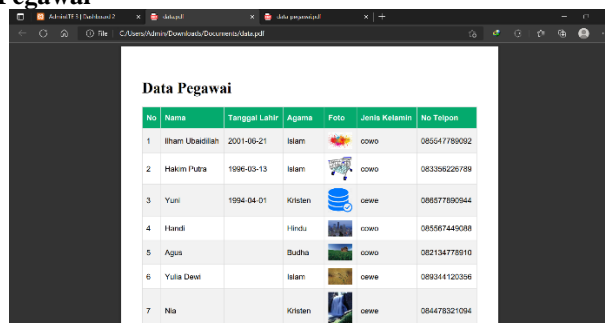 Pegawai
AdminLTE 3 | Dashboard 2
data.pdf
data pegawai.pdf
File
C:/Users/Admin/Downloads/Documents/data.pdf
Data Pegawai
No Nama Tanggal Lahir Agama Foto Jenis Kelamin No Telpon
1 Ilham Ubaidillah 2001-06-21 Islam cowo 085547789092
2 Hakim Putra 1996-03-13 Islam cowo 083356226789
3 Yuni 1994-04-01 Kristen cewe 086577890944
4 Handi Hindu cowo 085567449088
5 Agus Budha cowo 082134778910
6 Yulia Dewi Islam cewe 089344120356
7 Nia Kristen cewe 084478321094